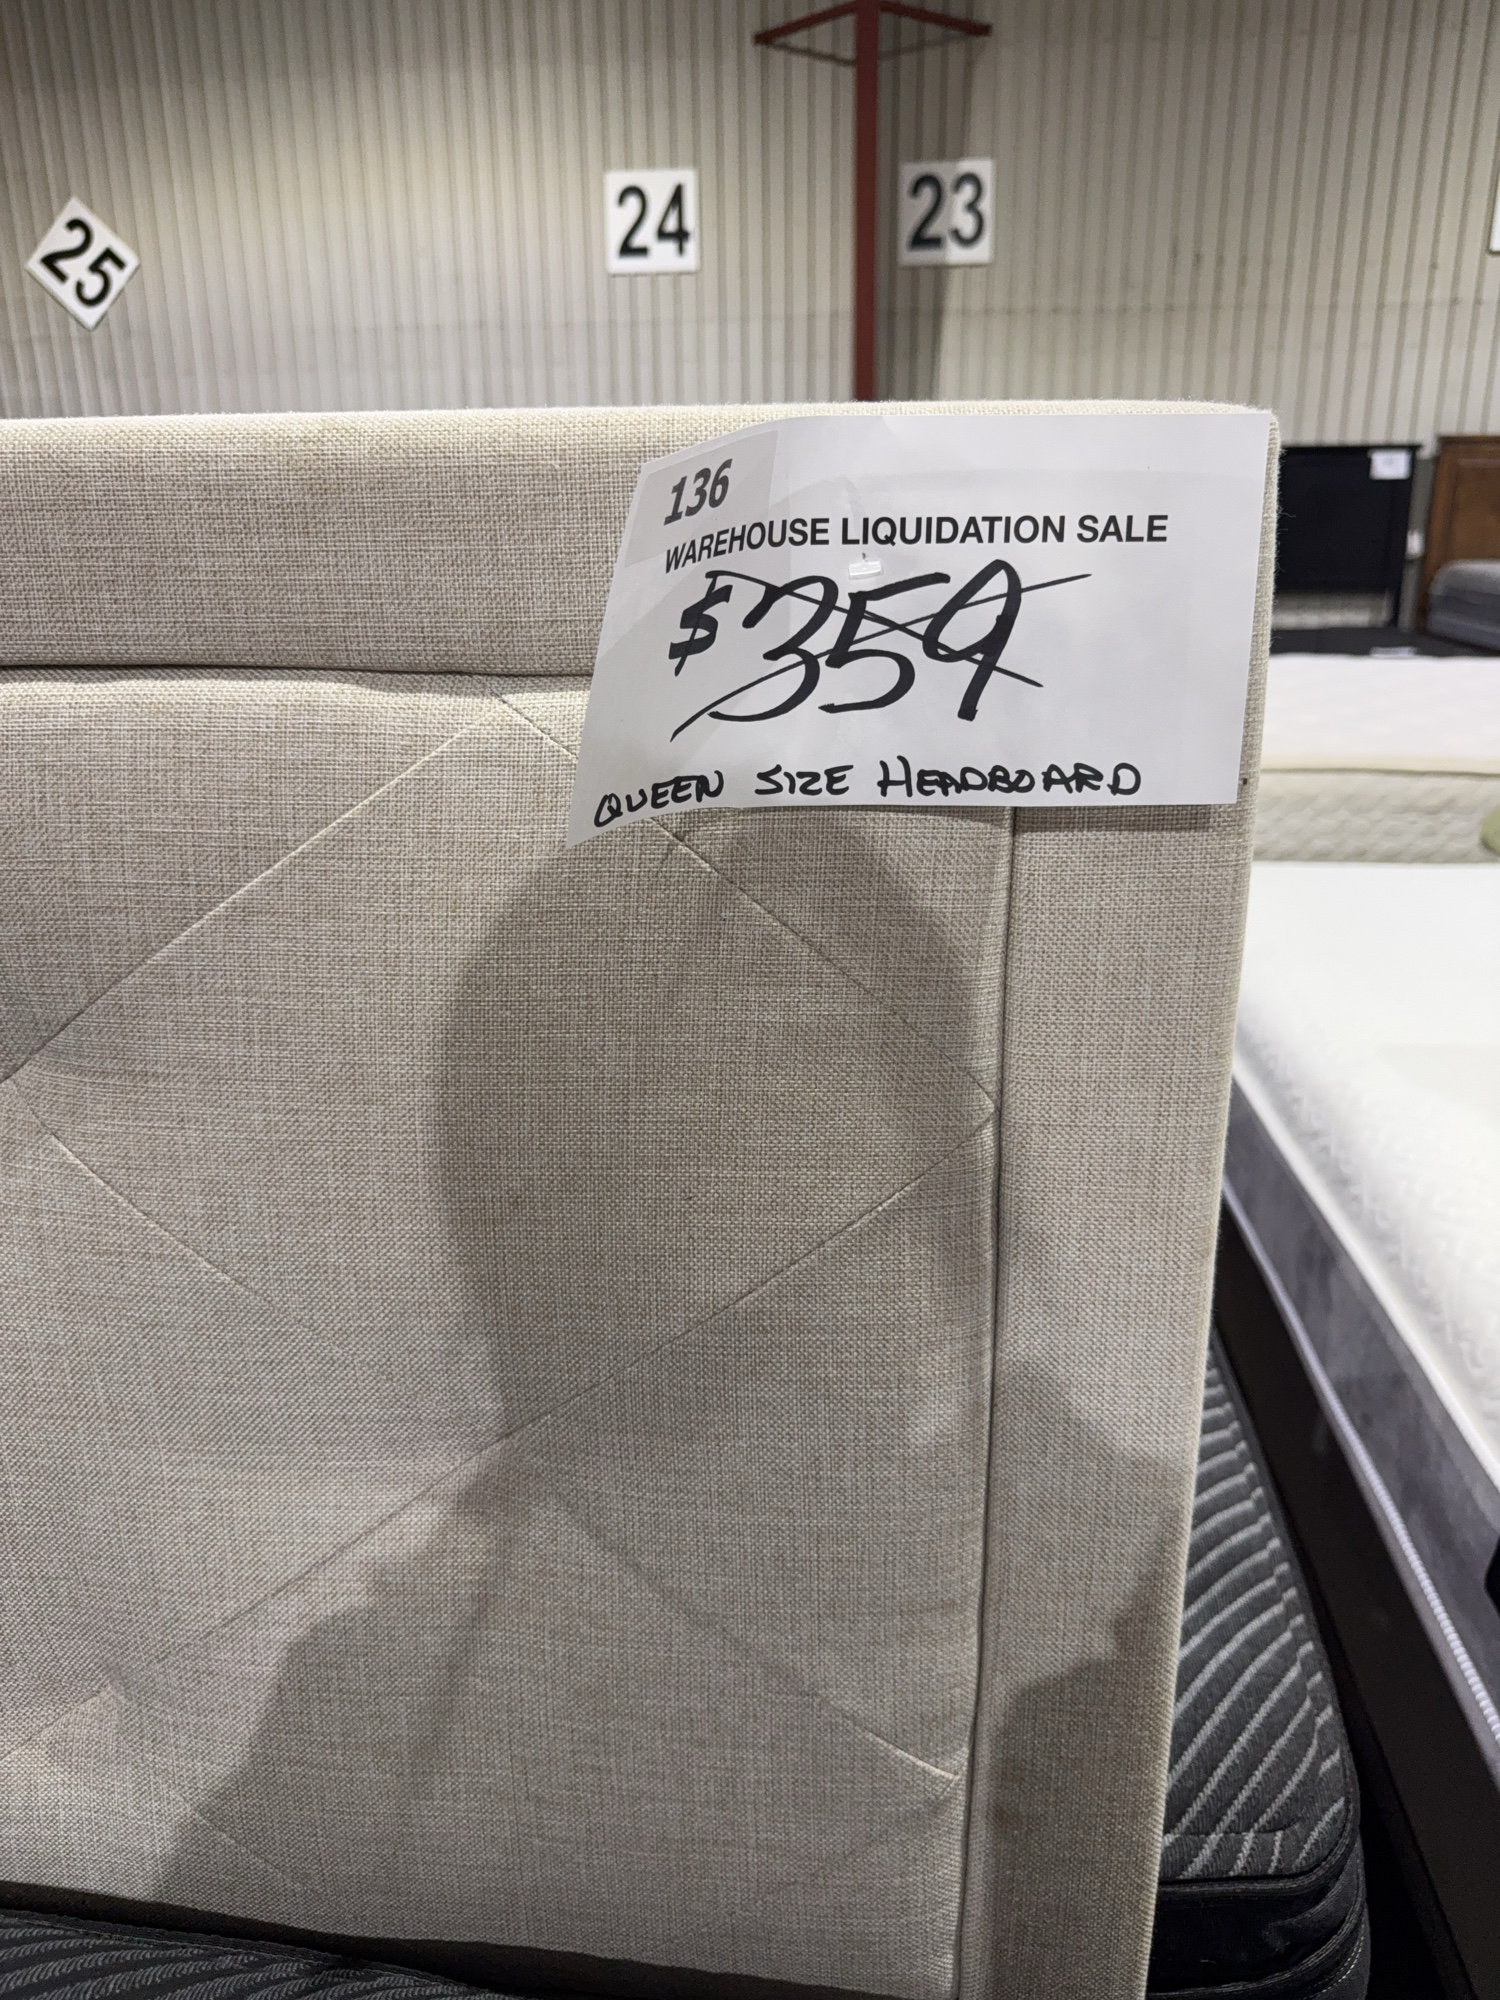 25
24
23
136
WAREHOUSE LIQUIDATION SALE
$359
QUEEN SIZE HEADBOARD